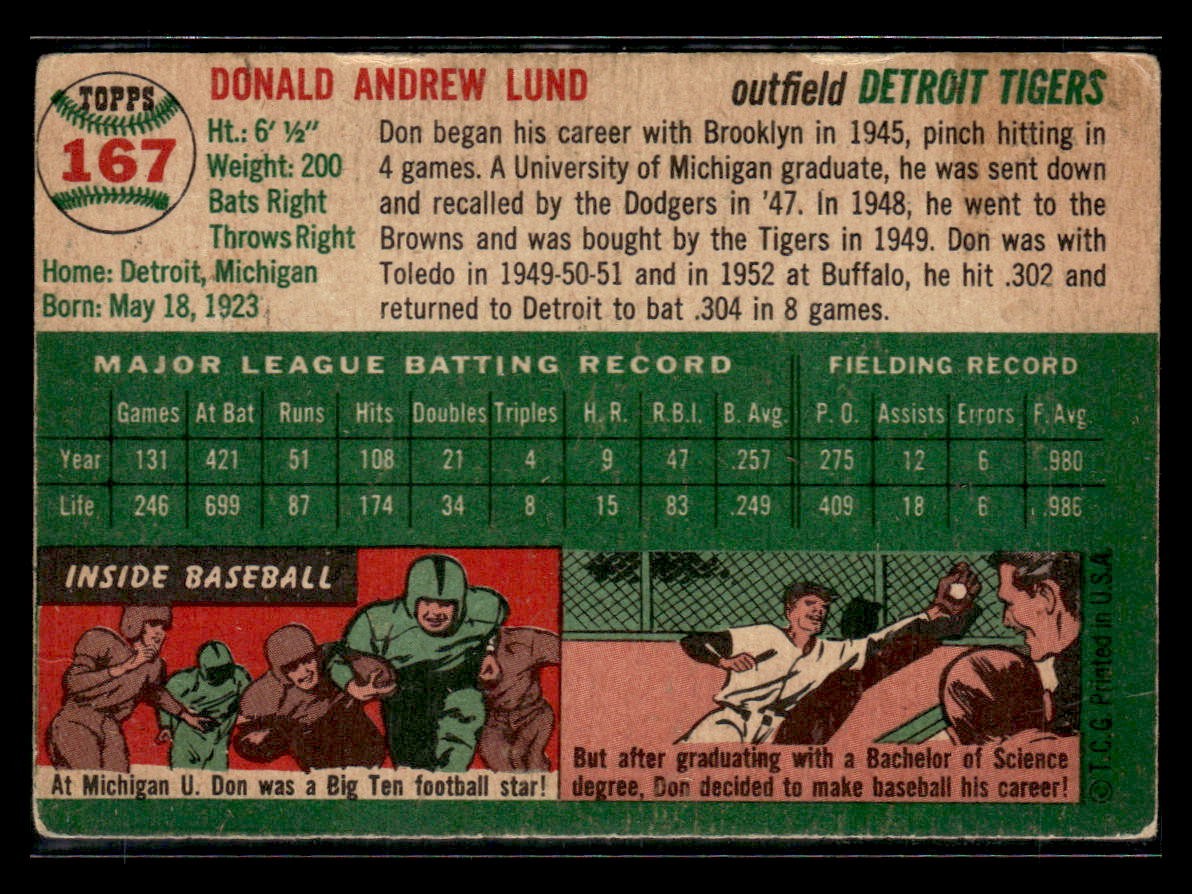 TOPPS
167
DONALD ANDREW LUND
outfield DETROIT TIGERS
Ht.: 6' ½"
Weight: 200
Bats Right
Throws Right
Home: Detroit, Michigan
Born: May 18, 1923
Don began his career with Brooklyn in 1945, pinch hitting in
4 games. A University of Michigan graduate, he was sent down
and recalled by the Dodgers in '47. In 1948, he went to the
Browns and was bought by the Tigers in 1949. Don was with
Toledo in 1949-50-51 and in 1952 at Buffalo, he hit .302 and
returned to Detroit to bat .304 in 8 games.
MAJOR LEAGUE BATTING RECORD FIELDING RECORD
Games At Bat Runs Hits Doubles Triples H. R. R.B.I. B. Avg. P. O. Assists Errors F. Avg.
Year 131 421 51 108 21 4 9 47 .257 275 12 6 .980
Life 246 699 87 174 34 8 15 83 .249 409 18 6 .986
INSIDE BASEBALL
At Michigan U. Don was a Big Ten football star!
But after graduating with a Bachelor of Science
degree, Don decided to make baseball his career!
© T.C.G. Printed in U.S.A.